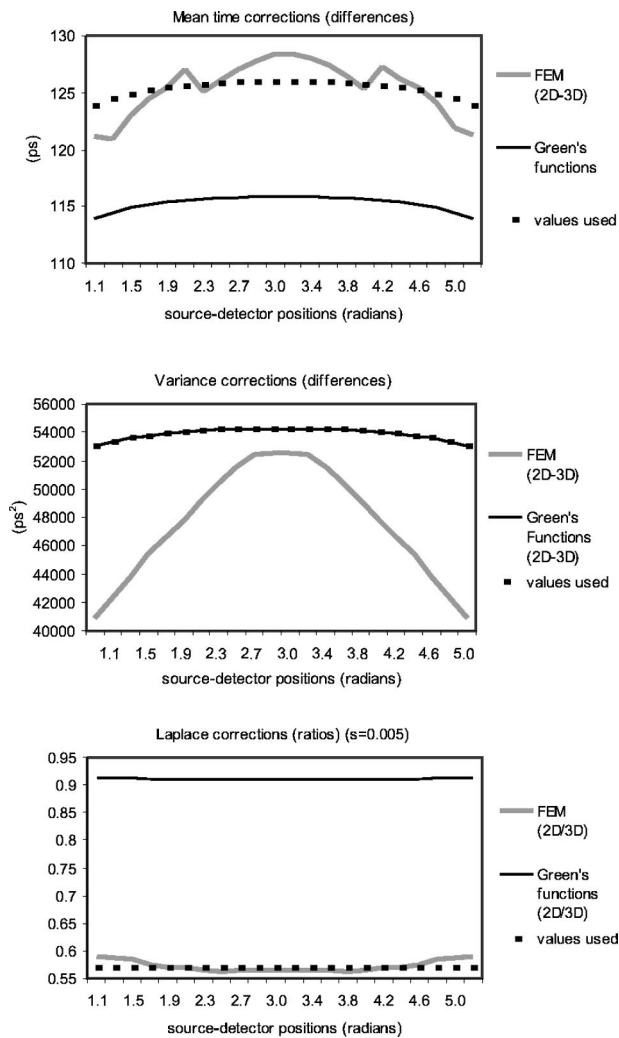 Mean time corrections (differences)
130
125
120
115
110
(ps)
1.1 1.5 1.9 2.3 2.7 3.0 3.4 3.8 4.2 4.6 5.0
source-detector positions (radians)
FEM
(2D-3D)
Green's
functions
values used
Variance corrections (differences)
56000
54000
52000
50000
48000
46000
44000
42000
40000
(ps²)
1.1 1.5 1.9 2.3 2.7 3.0 3.4 3.8 4.2 4.6 5.0
source-detector positions (radians)
FEM
(2D-3D)
Green's
Functions
(2D-3D)
values used
Laplace corrections (ratios) (s=0.005)
0.95
0.9
0.85
0.8
0.75
0.7
0.65
0.6
0.55
1.1 1.5 1.9 2.3 2.7 3.0 3.4 3.8 4.2 4.6 5.0
source-detector positions (radians)
FEM
(2D/3D)
Green's
functions
(2D/3D)
values used